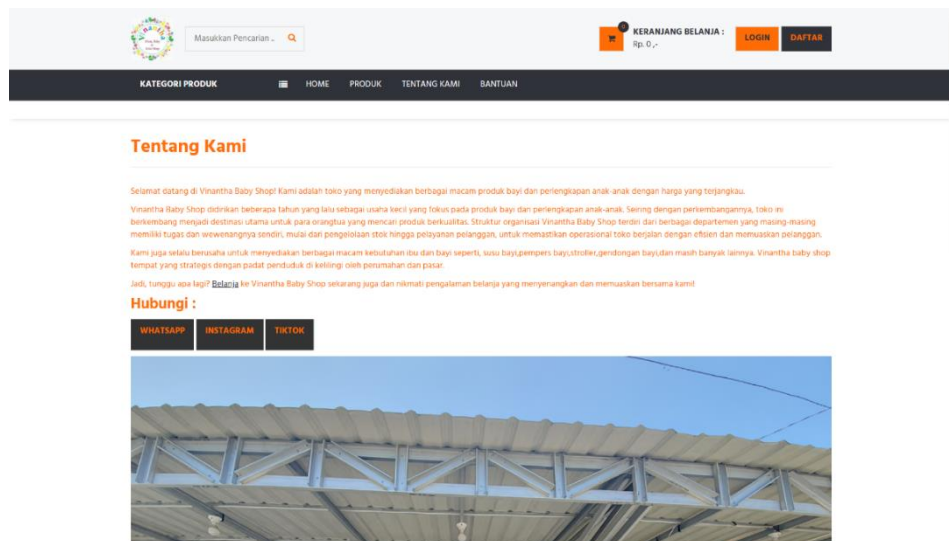 Masukkan Pencarian ..
0
KERANJANG BELANJA :
Rp. 0 ,-
LOGIN
DAFTAR
KATEGORI PRODUK
HOME
PRODUK
TENTANG KAMI
BANTUAN
Tentang Kami
Selamat datang di Vinantha Baby Shop! Kami adalah toko yang menyediakan berbagai macam produk bayi dan perlengkapan anak-anak dengan harga yang terjangkau.
Vinantha Baby Shop didirikan beberapa tahun yang lalu sebagai usaha kecil yang fokus pada produk bayi dan perlengkapan anak-anak. Seiring dengan perkembangannya, toko ini
berkembang menjadi destinasi utama untuk para orangtua yang mencari produk berkualitas. Struktur organisasi Vinantha Baby Shop terdiri dari berbagai departemen yang masing-masing
memiliki tugas dan wewenangnya sendiri, mulai dari pengelolaan stok hingga pelayanan pelanggan, untuk memastikan operasional toko berjalan dengan efisien dan memuaskan pelanggan.
Kami juga selalu berusaha untuk menyediakan berbagai macam kebutuhan ibu dan bayi seperti, susu bayi,pempers bayi,stroller,gendongan bayi,dan masih banyak lainnya. Vinantha baby shop
tempat yang strategis dengan padat penduduk di kelilingi oleh perumahan dan pasar.
Jadi, tunggu apa lagi? Belanja ke Vinantha Baby Shop sekarang juga dan nikmati pengalaman belanja yang menyenangkan dan memuaskan bersama kami!
Hubungi :
WHATSAPP
INSTAGRAM
TIKTOK